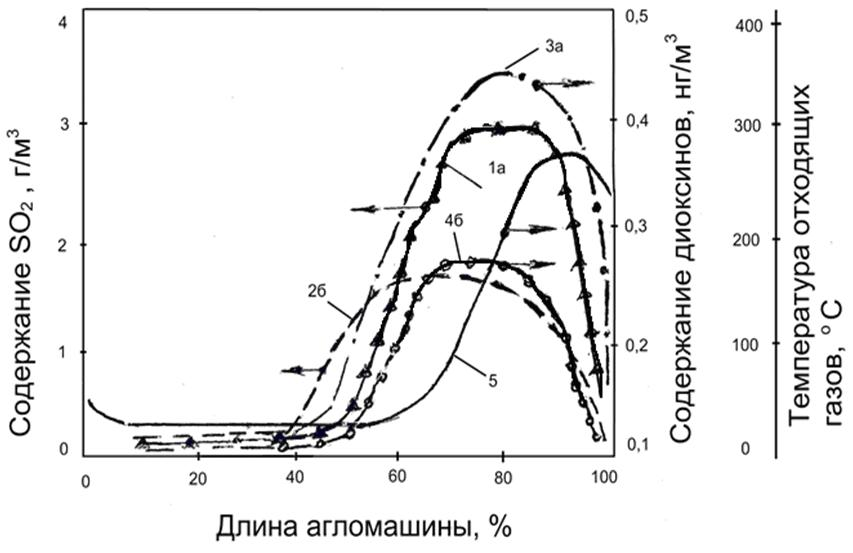 Содержание SO₂ , г/м³
4
3
2
1
0
0
20
40
60
80
100
Длина агломашины, %
3а
1а
4б
2б
5
0,5
0,4
0,3
0,2
0,1
Содержание диоксинов, нг/м³
400
300
200
100
0
Температура отходящих
газов, °С